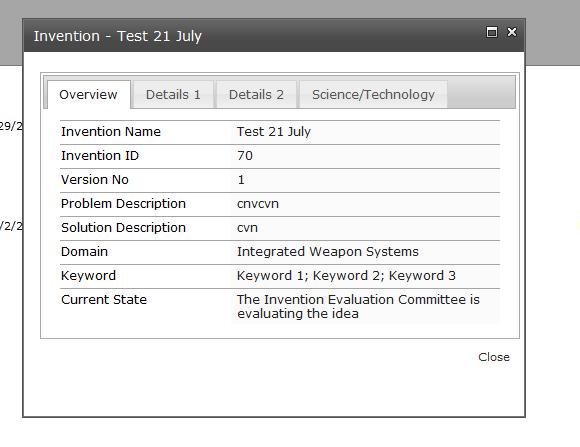 Invention - Test 21 July
Overview Details 1 Details 2 Science/Technology
29/2
Invention Name Test 21 July
Invention ID 70
Version No 1
Problem Description cnvcvn
/2/2
Solution Description cvn
Domain Integrated Weapon Systems
Keyword Keyword 1; Keyword 2; Keyword 3
Current State The Invention Evaluation Committee is
evaluating the idea
Close